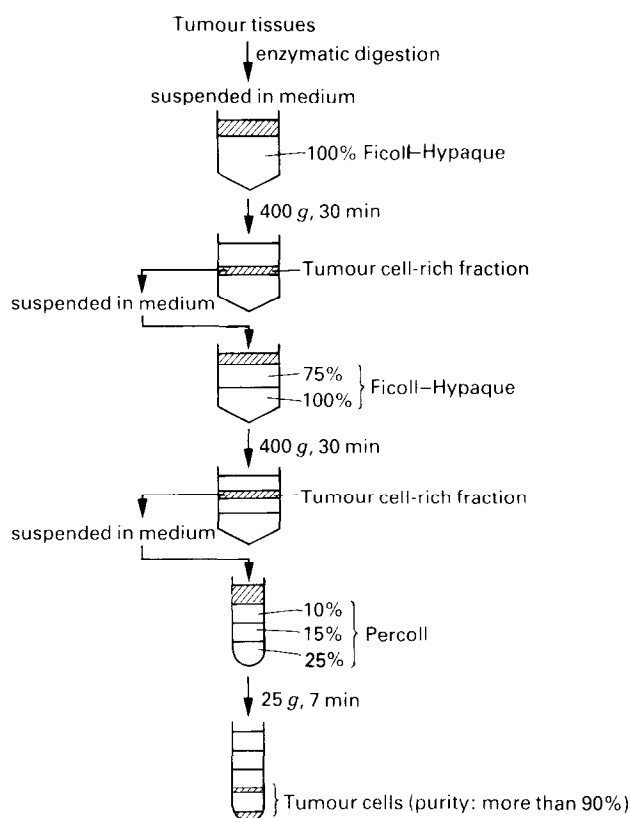 Tumour tissues
enzymatic digestion
suspended in medium
100% Ficoll–Hypaque
400 g, 30 min
Tumour cell-rich fraction
suspended in medium
75%
100%
Ficoll–Hypaque
400 g, 30 min
Tumour cell-rich fraction
suspended in medium
10%
15%
25%
Percoll
25 g, 7 min
Tumour cells (purity: more than 90%)